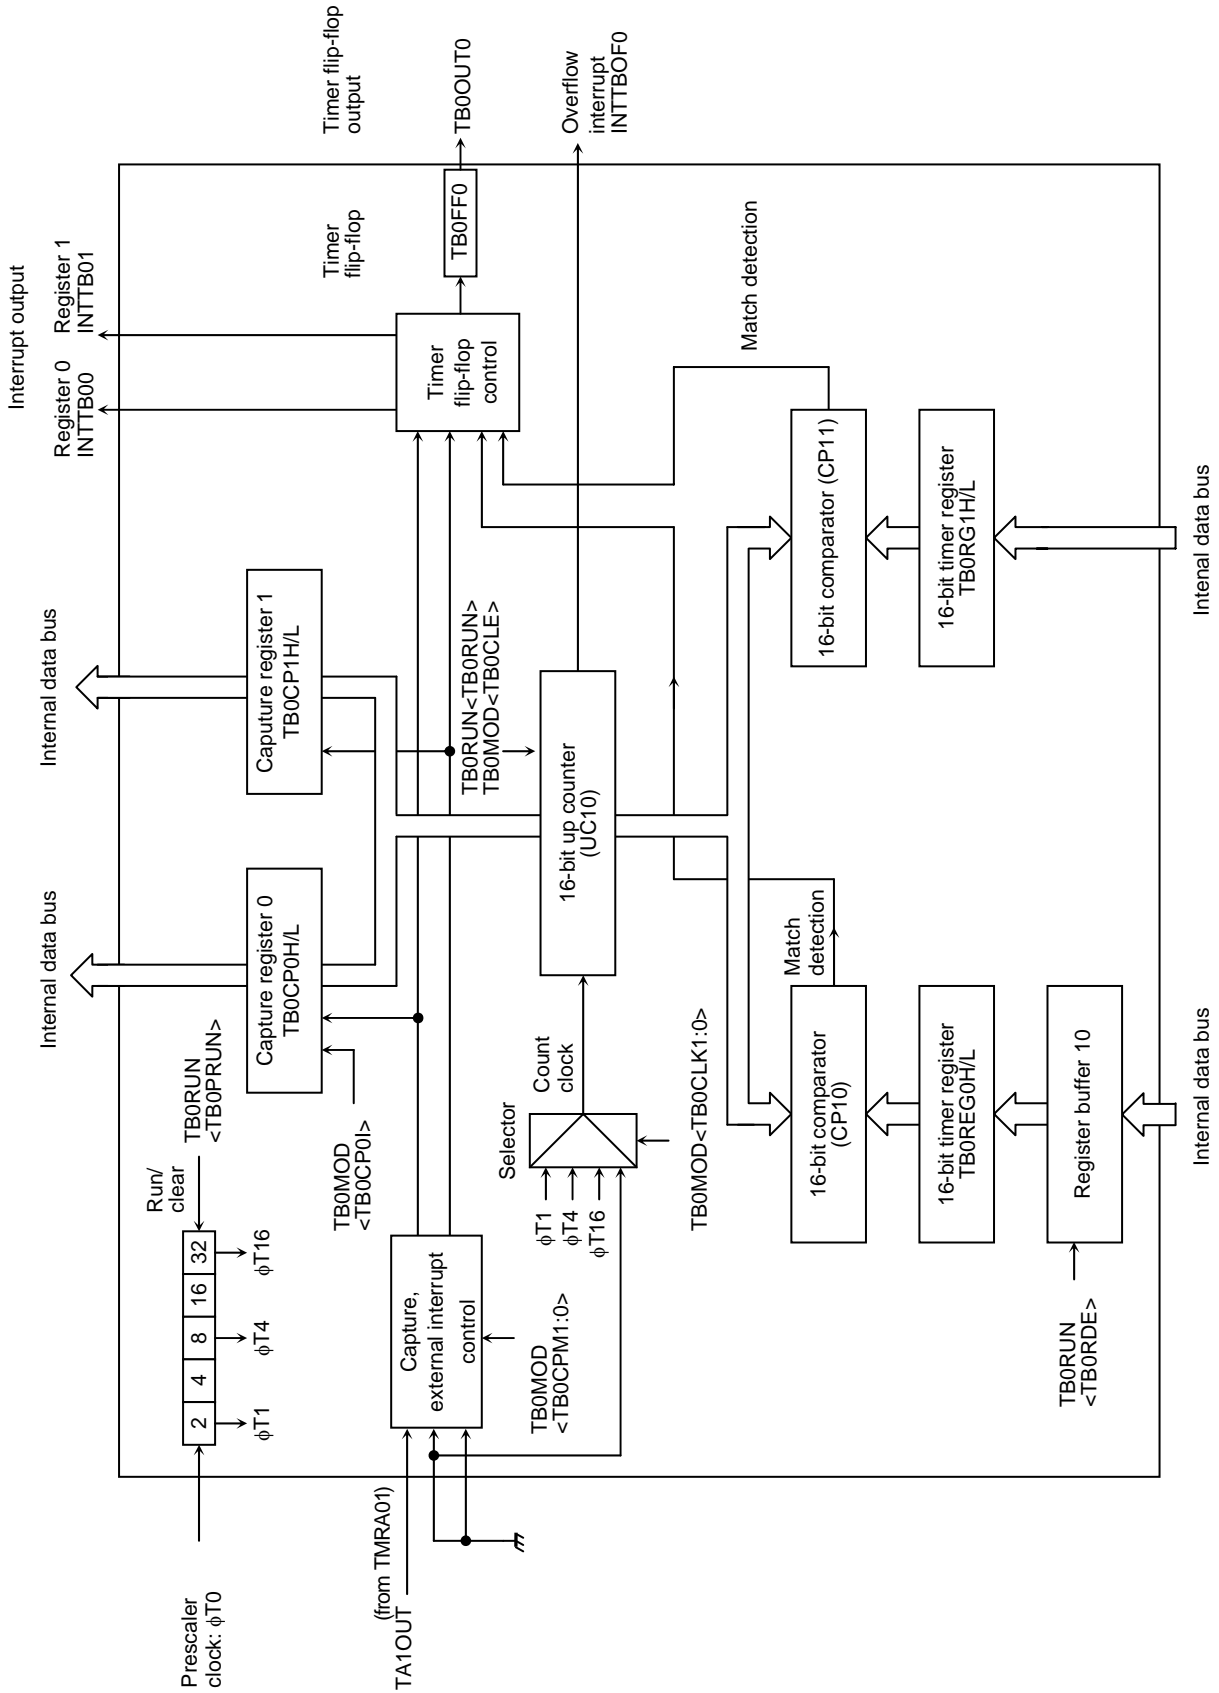 Prescaler
clock: ϕT0
2
4
8
16
32
ϕT1
ϕT4
ϕT16
Run/
clear
TB0RUN
<TB0PRUN>
Internal data bus
Internal data bus
Interrupt output
Register 0
INTTB00
Register 1
INTTB01
Capture register 0
TB0CP0H/L
Caputure register 1
TB0CP1H/L
TB0MOD
<TB0CP0I>
(from TMRA01)
TA1OUT
Capture,
external interrupt
control
TB0MOD
<TB0CPM1:0>
Timer
flip-flop
control
Timer
flip-flop
TB0FF0
Timer flip-flop
output
TB0OUT0
TB0RUN<TB0RUN>
TB0MOD<TB0CLE>
Selector
ϕT1
ϕT4
ϕT16
Count
clock
TB0MOD<TB0CLK1:0>
16-bit up counter
(UC10)
Overflow
interrupt
INTTBOF0
Match
detection
Match detection
16-bit comparator
(CP10)
16-bit comparator (CP11)
16-bit timer register
TB0REG0H/L
16-bit timer register
TB0RG1H/L
Register buffer 10
TB0RUN
<TB0RDE>
Internal data bus
Intenal data bus